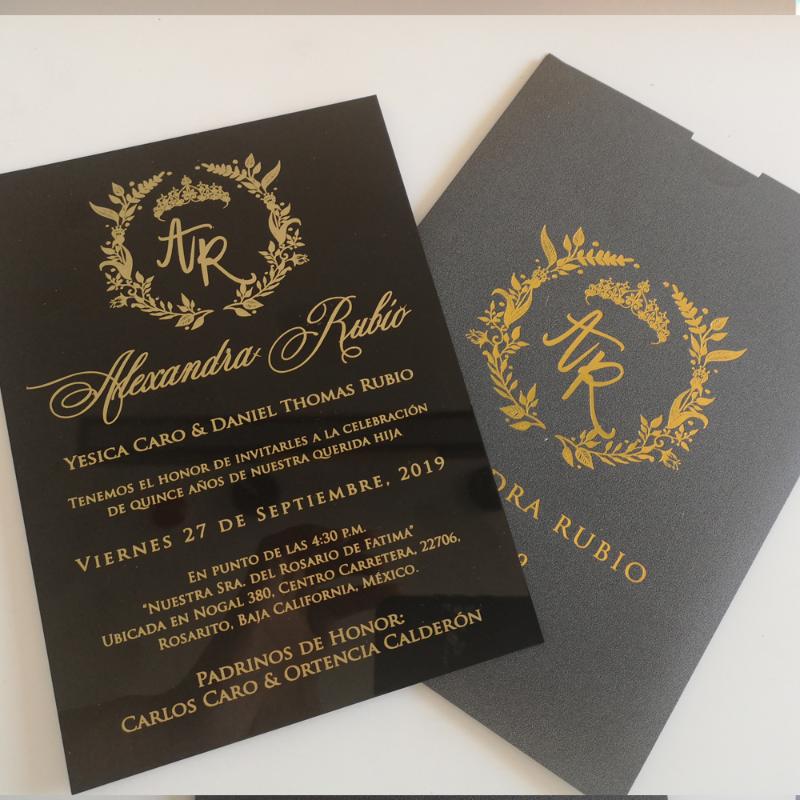 AR
Alexandra Rubio
YESICA CARO & DANIEL THOMAS RUBIO
TENEMOS EL HONOR DE INVITARLES A LA CELEBRACIÓN
DE QUINCE AÑOS DE NUESTRA QUERIDA HIJA
VIERNES 27 DE SEPTIEMBRE, 2019
EN PUNTO DE LAS 4:30 P.M.
"NUESTRA SRA. DEL ROSARIO DE FATIMA"
UBICADA EN NOGAL 380, CENTRO CARRETERA, 22706,
ROSARITO, BAJA CALIFORNIA, MÉXICO.
PADRINOS DE HONOR:
CARLOS CARO & ORTENCIA CALDERÓN
AR
DRA RUBIO
9